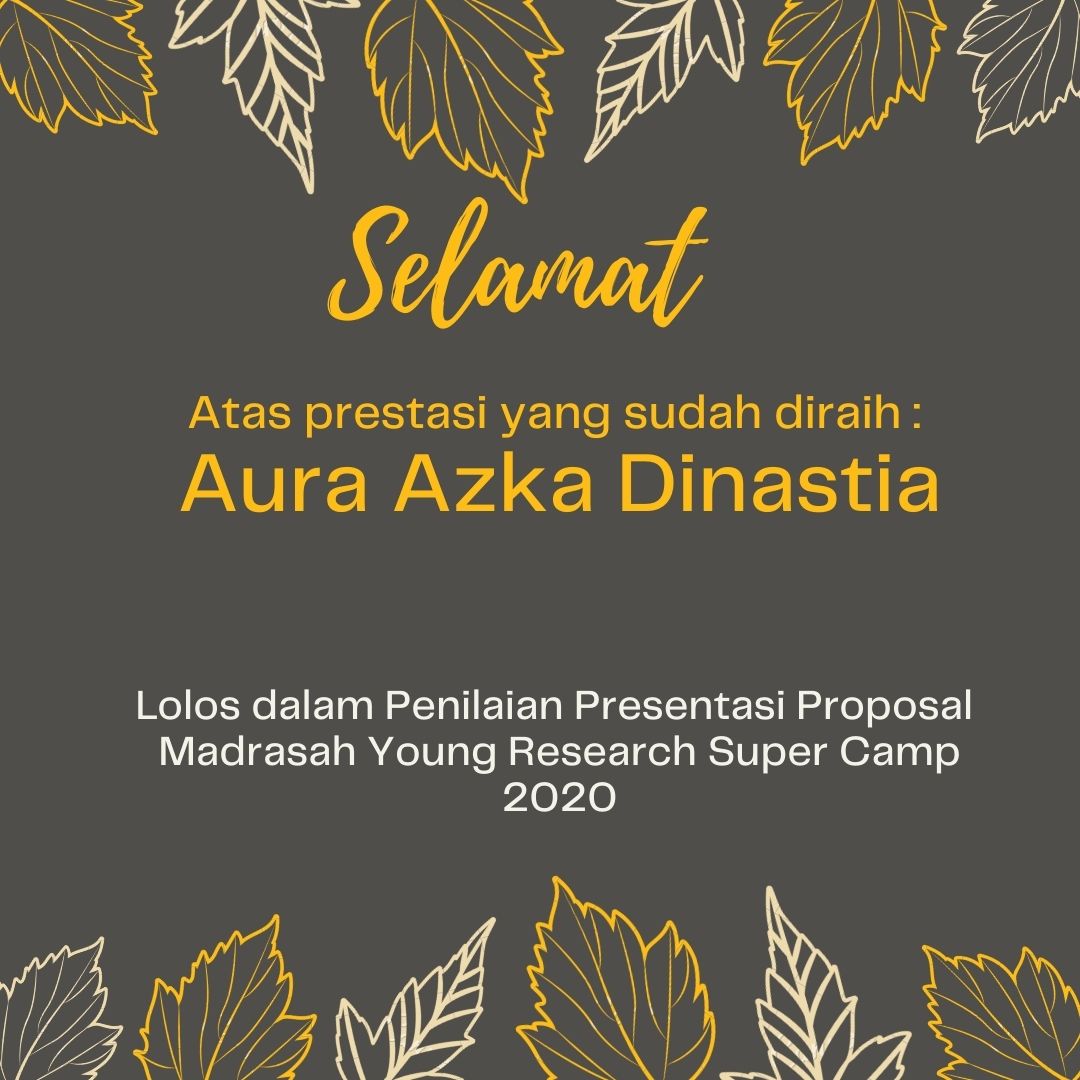 Selamat
Atas prestasi yang sudah diraih :
Aura Azka Dinastia
Lolos dalam Penilaian Presentasi Proposal
Madrasah Young Research Super Camp
2020